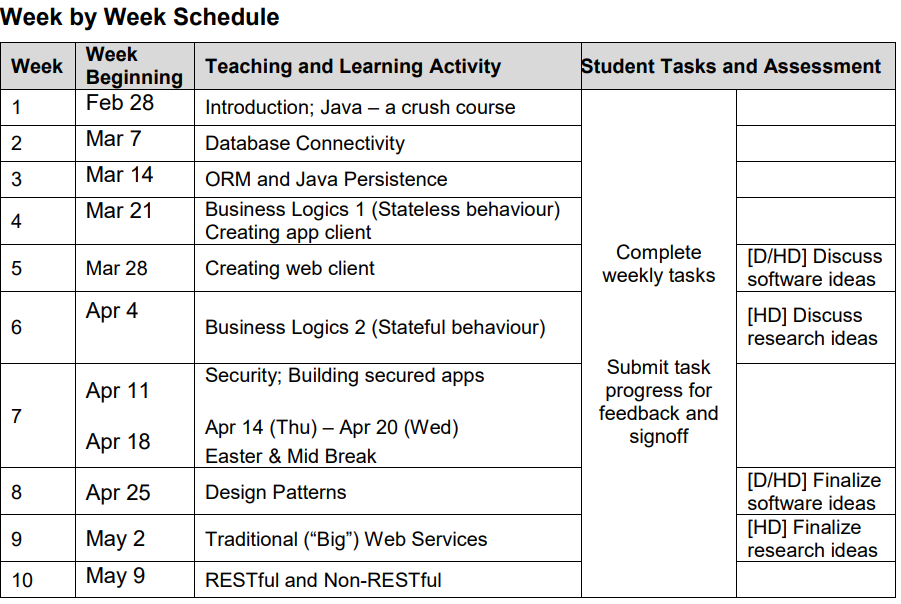 Week by Week Schedule
Week
Week
Beginning
Teaching and Learning Activity
Student Tasks and Assessment
1
Feb 28
Introduction; Java – a crush course
2
Mar 7
Database Connectivity
3
Mar 14
ORM and Java Persistence
4
Mar 21
Business Logics 1 (Stateless behaviour)
Creating app client
Complete
weekly tasks
5
Mar 28
Creating web client
[D/HD] Discuss
software ideas
6
Apr 4
Business Logics 2 (Stateful behaviour)
[HD] Discuss
research ideas
Submit task
progress for
feedback and
signoff
7
Apr 11
Apr 18
Security; Building secured apps
Apr 14 (Thu) – Apr 20 (Wed)
Easter & Mid Break
8
Apr 25
Design Patterns
[D/HD] Finalize
software ideas
9
May 2
Traditional (“Big”) Web Services
[HD] Finalize
research ideas
10
May 9
RESTful and Non-RESTful